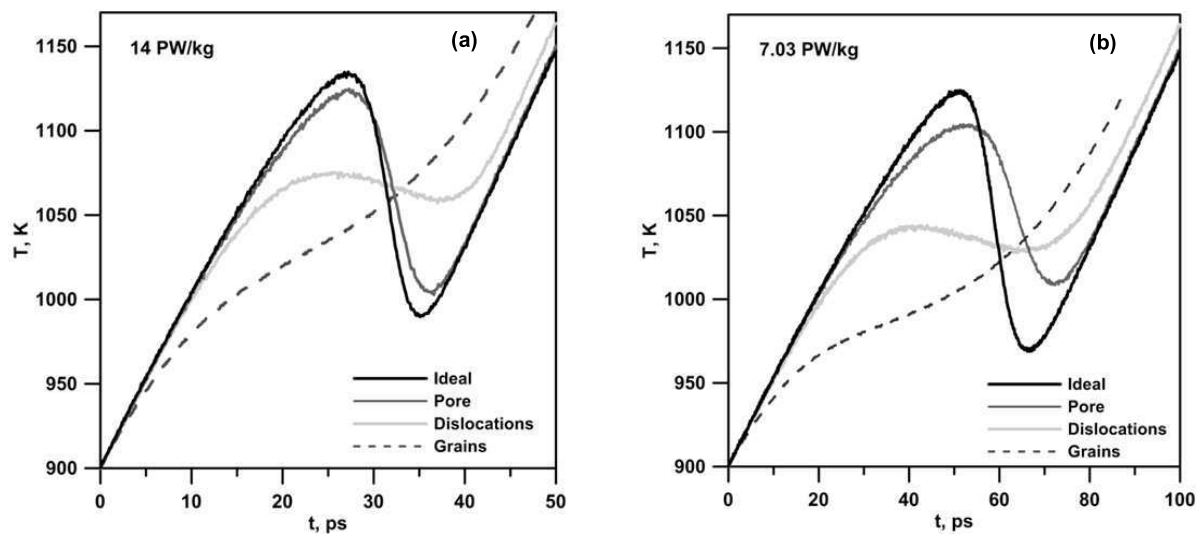 (a)
14 PW/kg
1150
1100
1050
1000
950
900
T, K
Ideal
Pore
Dislocations
Grains
0 10 20 30 40 50
t, ps
(b)
7.03 PW/kg
1150
1100
1050
1000
950
900
T, K
Ideal
Pore
Dislocations
Grains
0 20 40 60 80 100
t, ps